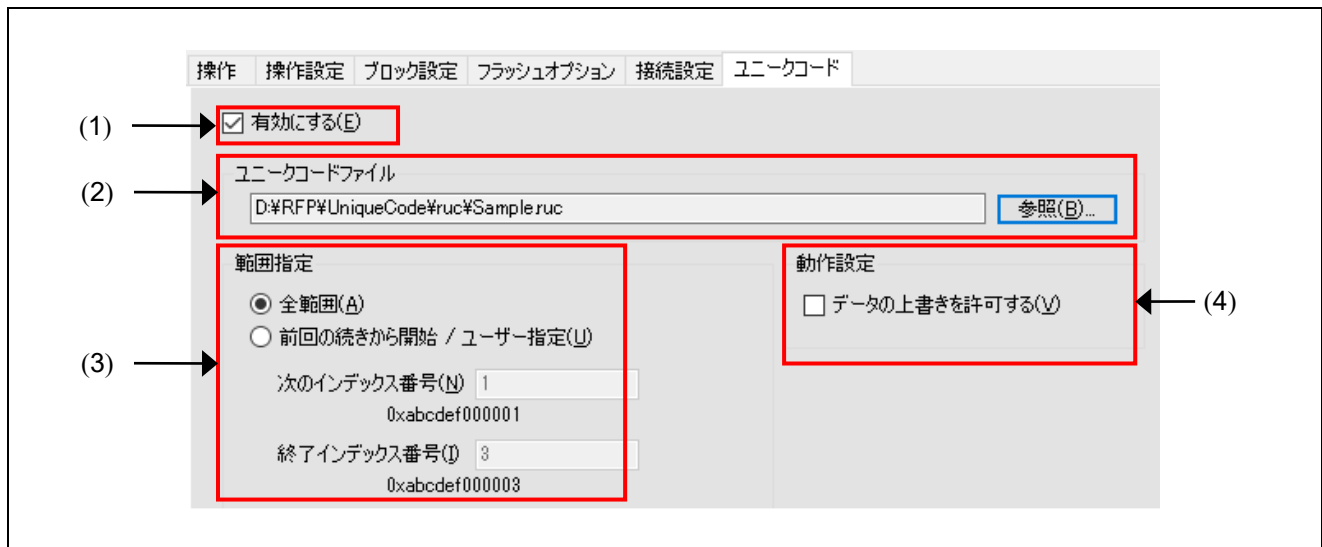 操作 操作設定 ブロック設定 フラッシュオプション 接続設定 ユニークコード
(1) 有効にする(E)
ユニークコードファイル
(2)
D:¥RFP¥UniqueCode¥ruc¥Sample.ruc 参照(B)...
範囲指定 動作設定
全範囲(A) データの上書きを許可する(V) (4)
前回の続きから開始 / ユーザー指定(U)
(3)
次のインデックス番号(N) 1
0xabcdef000001
終了インデックス番号(I) 3
0xabcdef000003